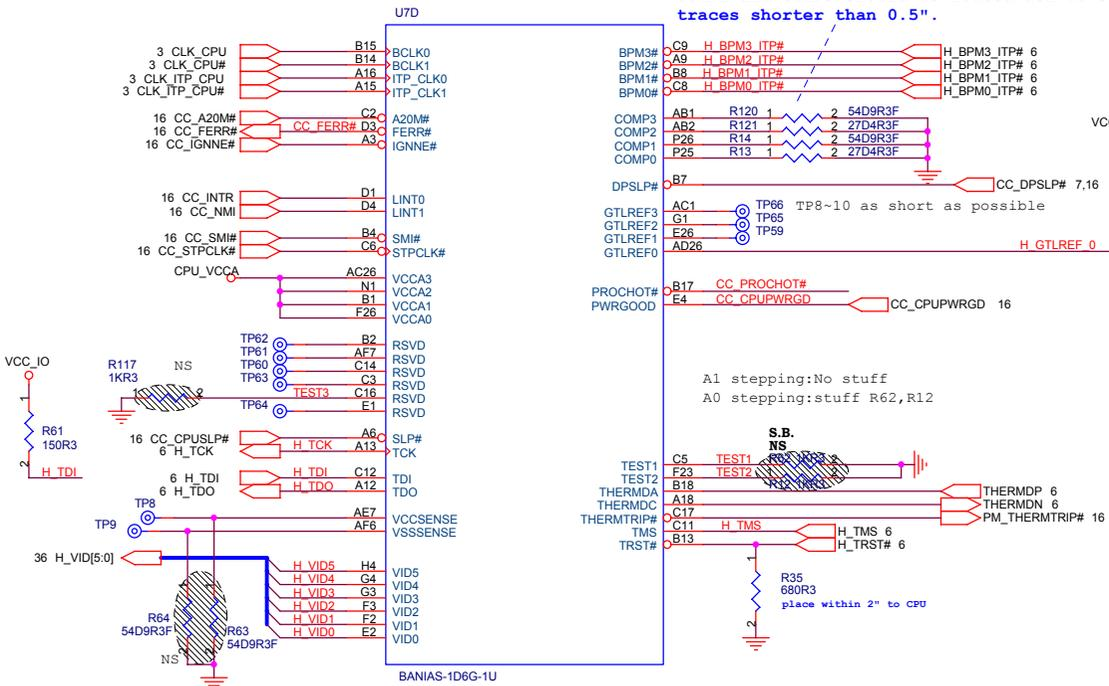 U7D
traces shorter than 0.5".
3 CLK_CPU B15 BCLK0
3 CLK_CPU# B14 BCLK1
3 CLK_ITP_CPU A16 ITP_CLK0
3 CLK_ITP_CPU# A15 ITP_CLK1
16 CC_A20M# C2 A20M#
16 CC_FERR# CC_FERR# D3 FERR#
16 CC_IGNNE# A3 IGNNE#
16 CC_INTR D1 LINT0
16 CC_NMI D4 LINT1
16 CC_SMI# B4 SMI#
16 CC_STPCLK# C6 STPCLK#
CPU_VCCA AC26 VCCA3
N1 VCCA2
B1 VCCA1
F26 VCCA0
TP62 B2 RSVD
TP61 AF7 RSVD
TP60 C14 RSVD
TP63 C3 RSVD
TEST3 C16 RSVD
TP64 E1 RSVD
VCC_IO
R117 NS
1KR3
1 2
1
R61
150R3
2
H_TDI
16 CC_CPUSLP# A6 SLP#
6 H_TCK H_TCK A13 TCK
6 H_TDI H_TDI C12 TDI
6 H_TDO H_TDO A12 TDO
TP8 AE7 VCCSENSE
TP9 AF6 VSSSENSE
36 H_VID[5:0]
H_VID5 H4 VID5
H_VID4 G4 VID4
H_VID3 G3 VID3
H_VID2 F3 VID2
H_VID1 F2 VID1
H_VID0 E2 VID0
R64
54D9R3F
R63
54D9R3F
NS
BPM3# C9 H_BPM3_ITP# H_BPM3_ITP# 6
BPM2# A9 H_BPM2_ITP# H_BPM2_ITP# 6
BPM1# B8 H_BPM1_ITP# H_BPM1_ITP# 6
BPM0# C8 H_BPM0_ITP# H_BPM0_ITP# 6
COMP3 AB1 R120 1 2 54D9R3F
COMP2 AB2 R121 1 2 27D4R3F
COMP1 P26 R14 1 2 54D9R3F
COMP0 P25 R13 1 2 27D4R3F
DPSLP# B7 CC_DPSLP# 7,16
GTLREF3 AC1 TP66 TP8~10 as short as possible
GTLREF2 G1 TP65
GTLREF1 E26 TP59
GTLREF0 AD26 H_GTLREF_0
PROCHOT# B17 CC_PROCHOT#
PWRGOOD E4 CC_CPUPWRGD CC_CPUPWRGD 16
A1 stepping:No stuff
A0 stepping:stuff R62,R12
S.B.
NS
TEST1 C5 TEST1 R62 1KR3 2
TEST2 F23 TEST2 R12 1KR3 2
THERMDA B18 THERMDP 6
THERMDC A18 THERMDN 6
THERMTRIP# C17 PM_THERMTRIP# 16
TMS C11 H_TMS H_TMS 6
TRST# B13 H_TRST# 6
1
R35
680R3
place within 2" to CPU
2
BANIAS-1D6G-1U